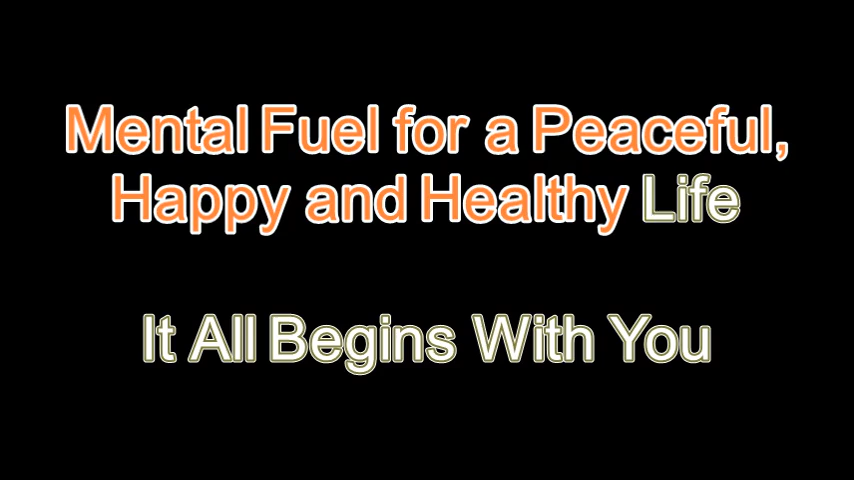 Mental Fuel for a Peaceful,
Happy and Healthy Life
It All Begins With You